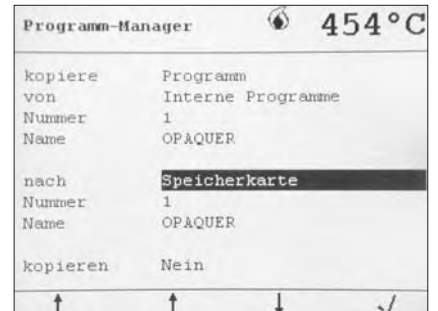 Programm-Manager 454°C
kopiere Programm
von Interne Programme
Nummer 1
Name OPAQUER
nach Speicherkarte
Nummer 1
Name OPAQUER
kopieren Nein